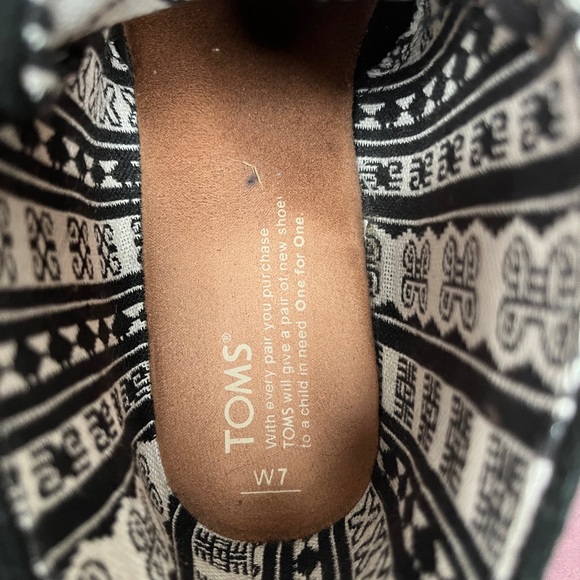 TOMS®
With every pair you purchase
TOMS will give a pair of new shoe
to a child in need. One for One.
W7